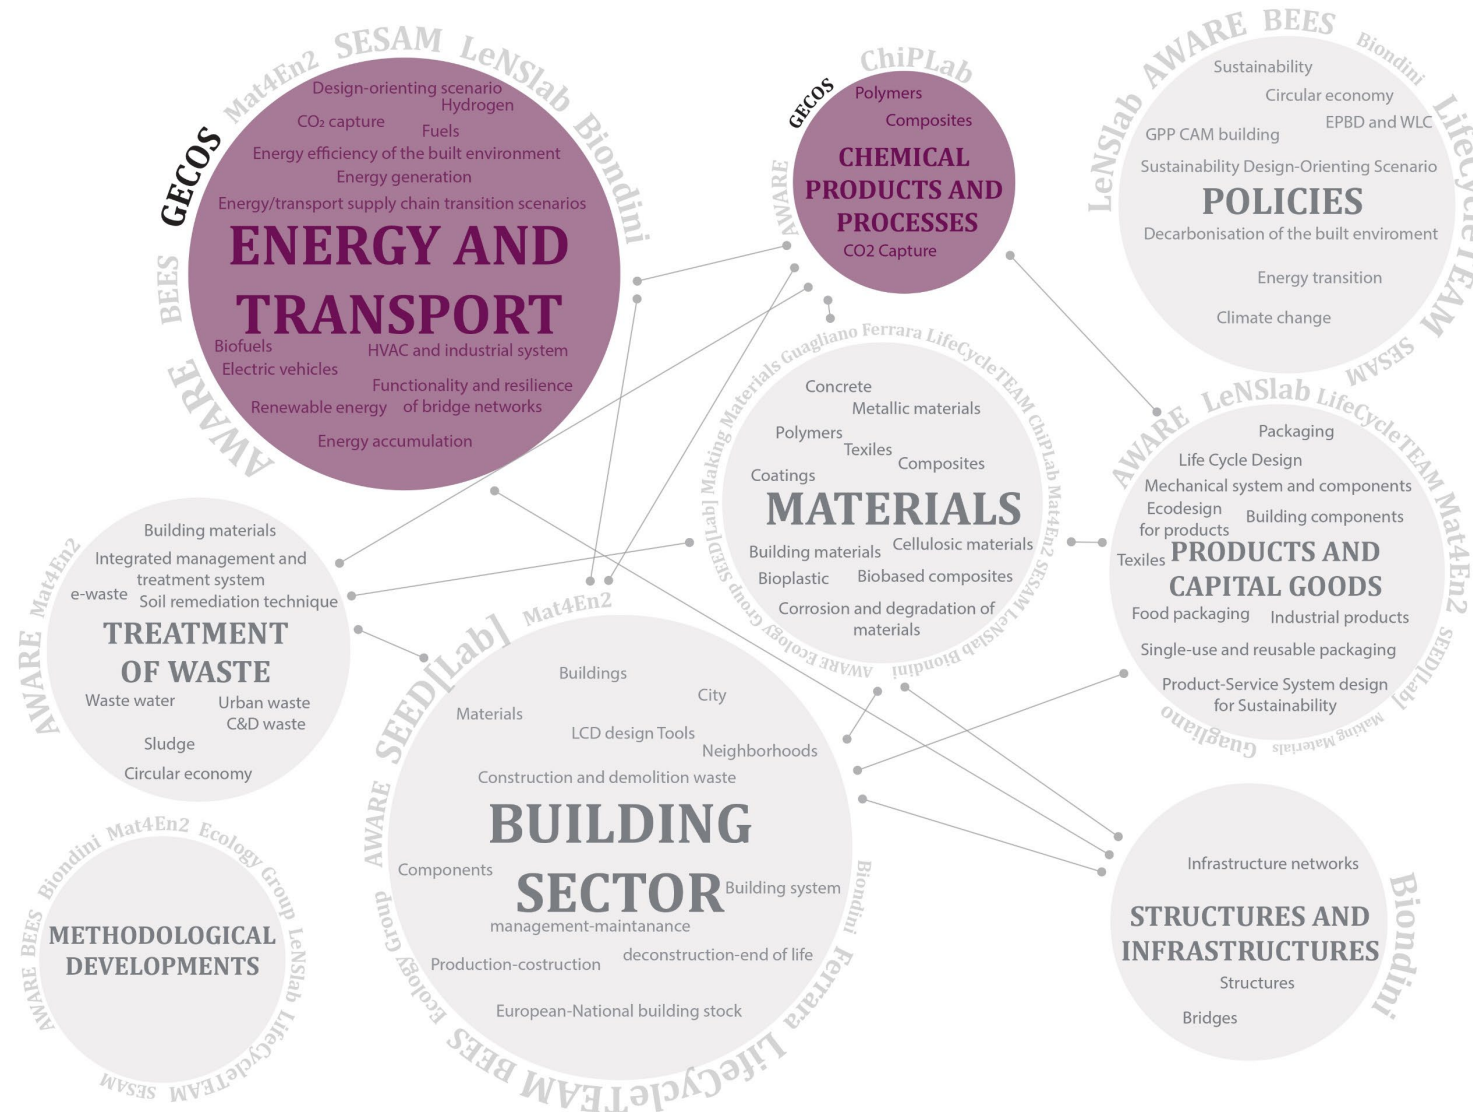 Mat4En2 SESAM LeNSlab Biondini
GECOS
BEES
AWARE
Design-orienting scenario
Hydrogen
CO₂ capture
Fuels
Energy efficiency of the built environment
Energy generation
Energy/transport supply chain transition scenarios
ENERGY AND
TRANSPORT
Biofuels
HVAC and industrial system
Electric vehicles
Functionality and resilience
of bridge networks
Renewable energy
Energy accumulation
ChiPLab
GECOS
AWARE
Polymers
Composites
CHEMICAL
PRODUCTS AND
PROCESSES
CO2 Capture
LeNSlab AWARE BEES Biondini LifeCycleTEAM SESAM
Sustainability
Circular economy
EPBD and WLC
GPP CAM building
Sustainability Design-Orienting Scenario
POLICIES
Decarbonisation of the built enviroment
Energy transition
Climate change
SEED[Lab] Making Materials Guagliano Ferrara LifeCycleTEAM ChiPLab Mat4En2 SESAM LeNSlab Biondini AWARE Ecology Group
Concrete
Metallic materials
Polymers
Texiles
Composites
Coatings
MATERIALS
Cellulosic materials
Building materials
Bioplastic
Biobased composites
Corrosion and degradation of
materials
AWARE LeNSlab LifeCycleTEAM Mat4En2 SEED[Lab] Making Materials Guagliano
Packaging
Life Cycle Design
Mechanical system and components
Ecodesign
for products
Building components
Texiles
PRODUCTS AND
CAPITAL GOODS
Food packaging
Industrial products
Single-use and reusable packaging
Product-Service System design
for Sustainability
AWARE Mat4En2
Building materials
Integrated management and
treatment system
e-waste
Soil remediation technique
TREATMENT
OF WASTE
Waste water
Urban waste
C&D waste
Sludge
Circular economy
AWARE SEED[Lab] Mat4En2
Biondini Ferrara LifeCycleTEAM BEES Ecology Group
Buildings
City
Materials
LCD design Tools
Neighborhoods
Construction and demolition waste
BUILDING
SECTOR
Components
Building system
management-maintanance
deconstruction-end of life
Production-costruction
European-National building stock
AWARE BEES Biondini Mat4En2 Ecology Group LeNSlab LifeCycleTEAM SESAM
METHODOLOGICAL
DEVELOPMENTS
Biondini
Infrastructure networks
STRUCTURES AND
INFRASTRUCTURES
Structures
Bridges